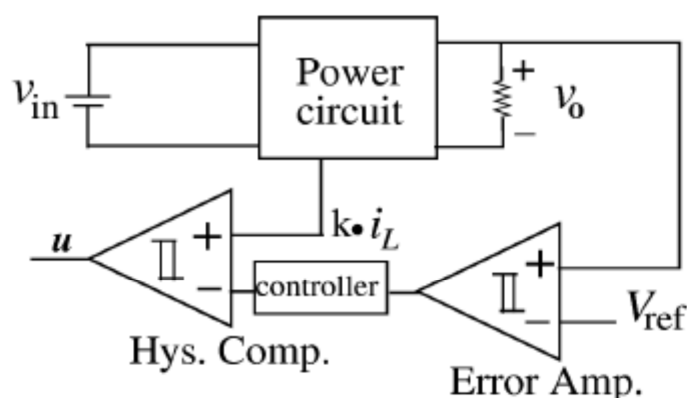 Power
circuit
v_in
+
v_o
−
u
+
−
k•i_L
controller
+
−
V_ref
Hys. Comp.
Error Amp.